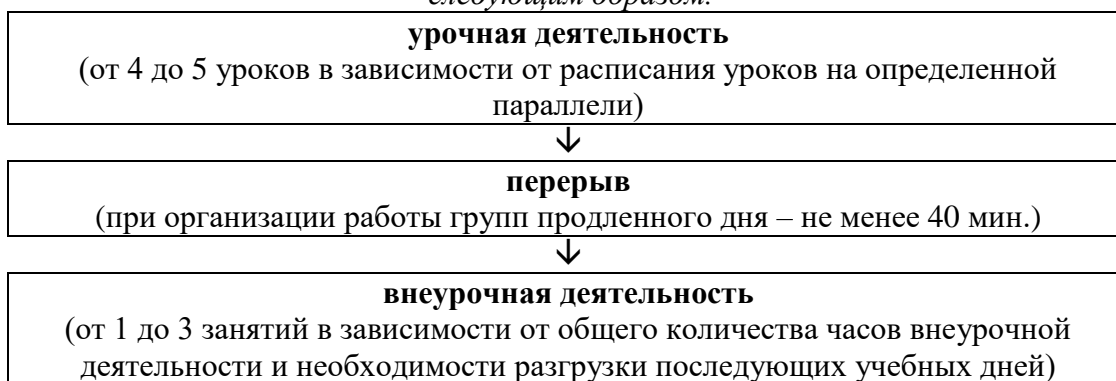 следующим образом:
урочная деятельность
(от 4 до 5 уроков в зависимости от расписания уроков на определенной
параллели)
↓
перерыв
(при организации работы групп продленного дня – не менее 40 мин.)
↓
внеурочная деятельность
(от 1 до 3 занятий в зависимости от общего количества часов внеурочной
деятельности и необходимости разгрузки последующих учебных дней)